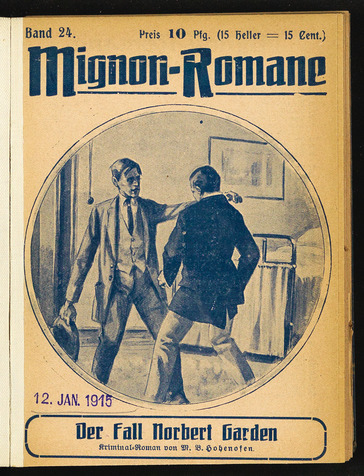 Band 24.
Preis 10 Pfg. (15 Heller = 15 Cent.)
Mignon-Romane
12. JAN. 1915
Der Fall Norbert Garden
Kriminal-Roman von M. B. Hohenofen.